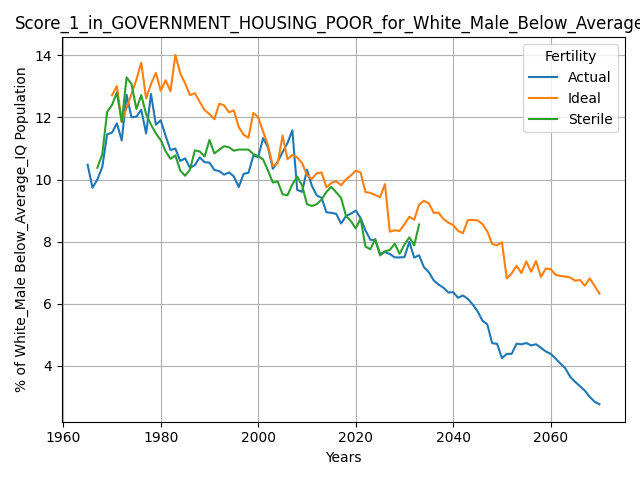 Score_1_in_GOVERNMENT_HOUSING_POOR_for_White_Male_Below_Average
Fertility
Actual
Ideal
Sterile
% of White_Male Below_Average_IQ Population
14
12
10
8
6
4
1960 1980 2000 2020 2040 2060
Years